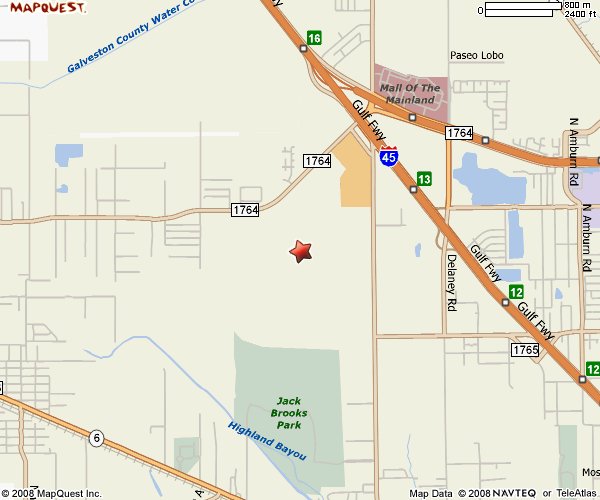 MAPQUEST.
0
800 m
2400 ft
Galveston County Water Co
wy
16
Paseo Lobo
Mall Of The
Mainland
Gulf Fwy
1764
N Amburn Rd
1764
45
13
1764
N Amburn Rd
Gulf Fwy
Delaney Rd
12
Gulf Fwy
1765
12
Jack
Brooks
Park
6
Highland Bayou
Mos
N
A
© 2008 MapQuest Inc.
Map Data © 2008 NAVTEQ or TeleAtlas